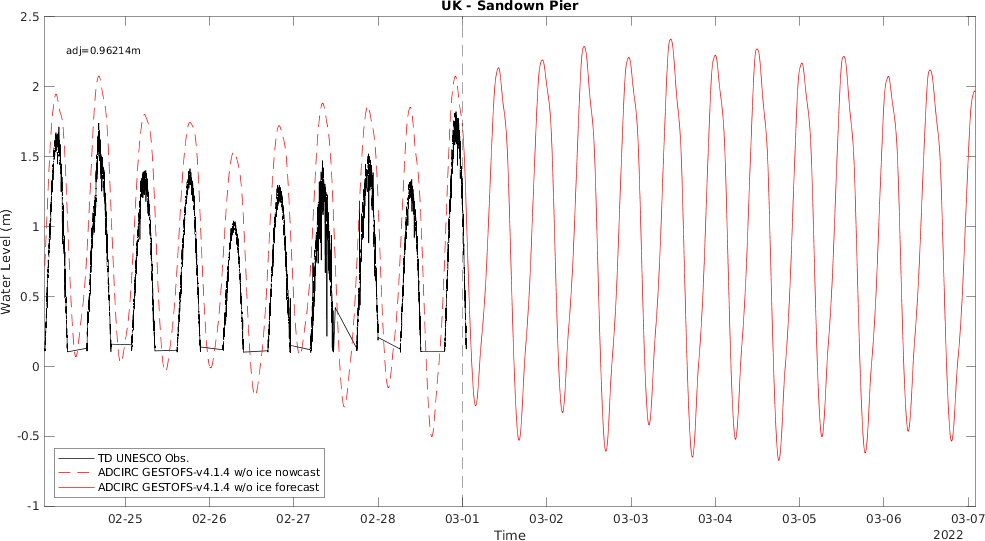 UK - Sandown Pier
adj=0.96214m
2.5
2
1.5
1
0.5
0
-0.5
-1
Water Level (m)
TD UNESCO Obs.
ADCIRC GESTOFS-v4.1.4 w/o ice nowcast
ADCIRC GESTOFS-v4.1.4 w/o ice forecast
02-25 02-26 02-27 02-28 03-01 03-02 03-03 03-04 03-05 03-06 03-07
Time
2022